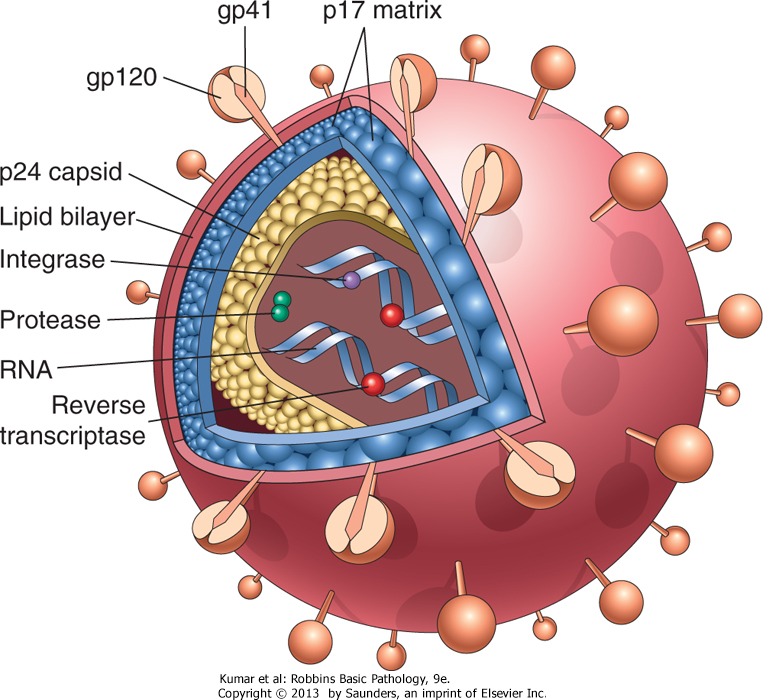 gp41
p17 matrix
gp120
p24 capsid
Lipid bilayer
Integrase
Protease
RNA
Reverse
transcriptase
Kumar et al: Robbins Basic Pathology, 9e.
Copyright © 2013 by Saunders, an imprint of Elsevier Inc.